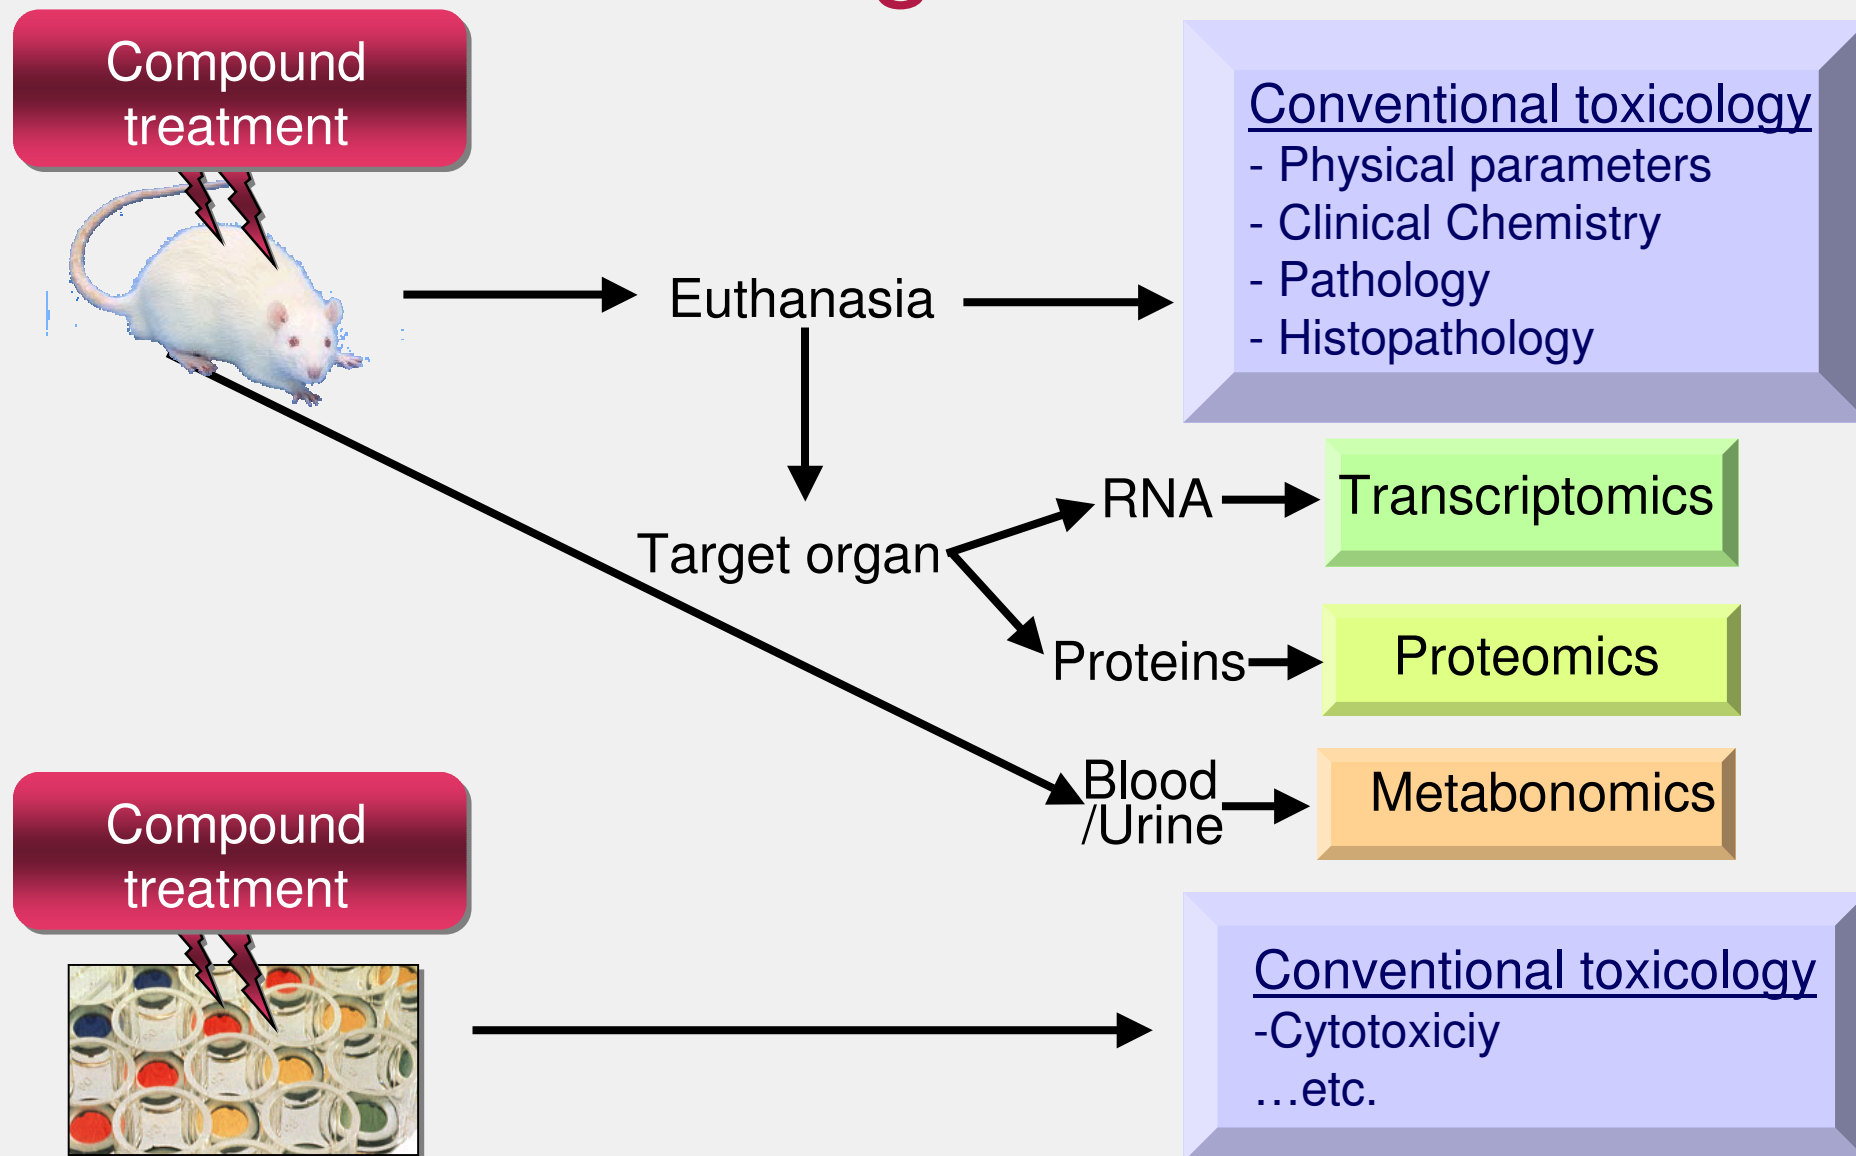 Compound
treatment
Conventional toxicology
- Physical parameters
- Clinical Chemistry
- Pathology
- Histopathology
Euthanasia
Target organ
RNA
Transcriptomics
Proteins
Proteomics
Blood
/Urine
Metabonomics
Compound
treatment
Conventional toxicology
-Cytotoxiciy
...etc.